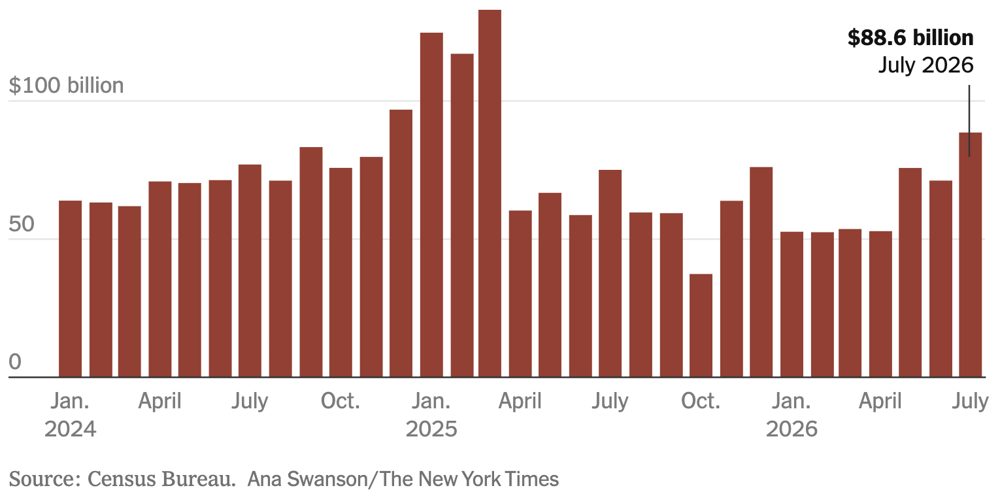 $88.6 billion
July 2026
$100 billion
50
0
Jan. April July Oct. Jan. April July Oct. Jan. April July
2024 2025 2026
Source: Census Bureau. Ana Swanson/The New York Times